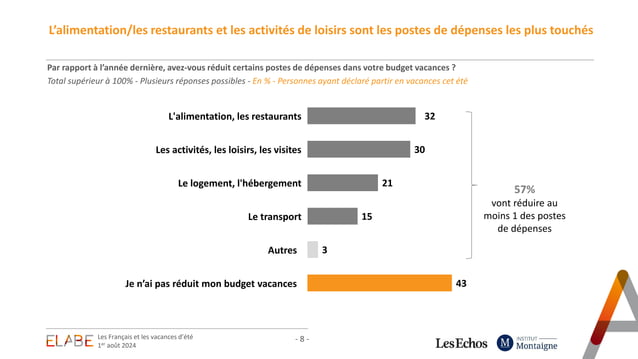 L’alimentation/les restaurants et les activités de loisirs sont les postes de dépenses les plus touchés
Par rapport à l’année dernière, avez-vous réduit certains postes de dépenses dans votre budget vacances ?
Total supérieur à 100% - Plusieurs réponses possibles - En % - Personnes ayant déclaré partir en vacances cet été
L'alimentation, les restaurants 32
Les activités, les loisirs, les visites 30
Le logement, l'hébergement 21
Le transport 15
Autres 3
Je n’ai pas réduit mon budget vacances 43
57%
vont réduire au
moins 1 des postes
de dépenses
ELABE
Les Français et les vacances d’été
1er août 2024
- 8 -
Les Echos
M
INSTITUT
Montaigne